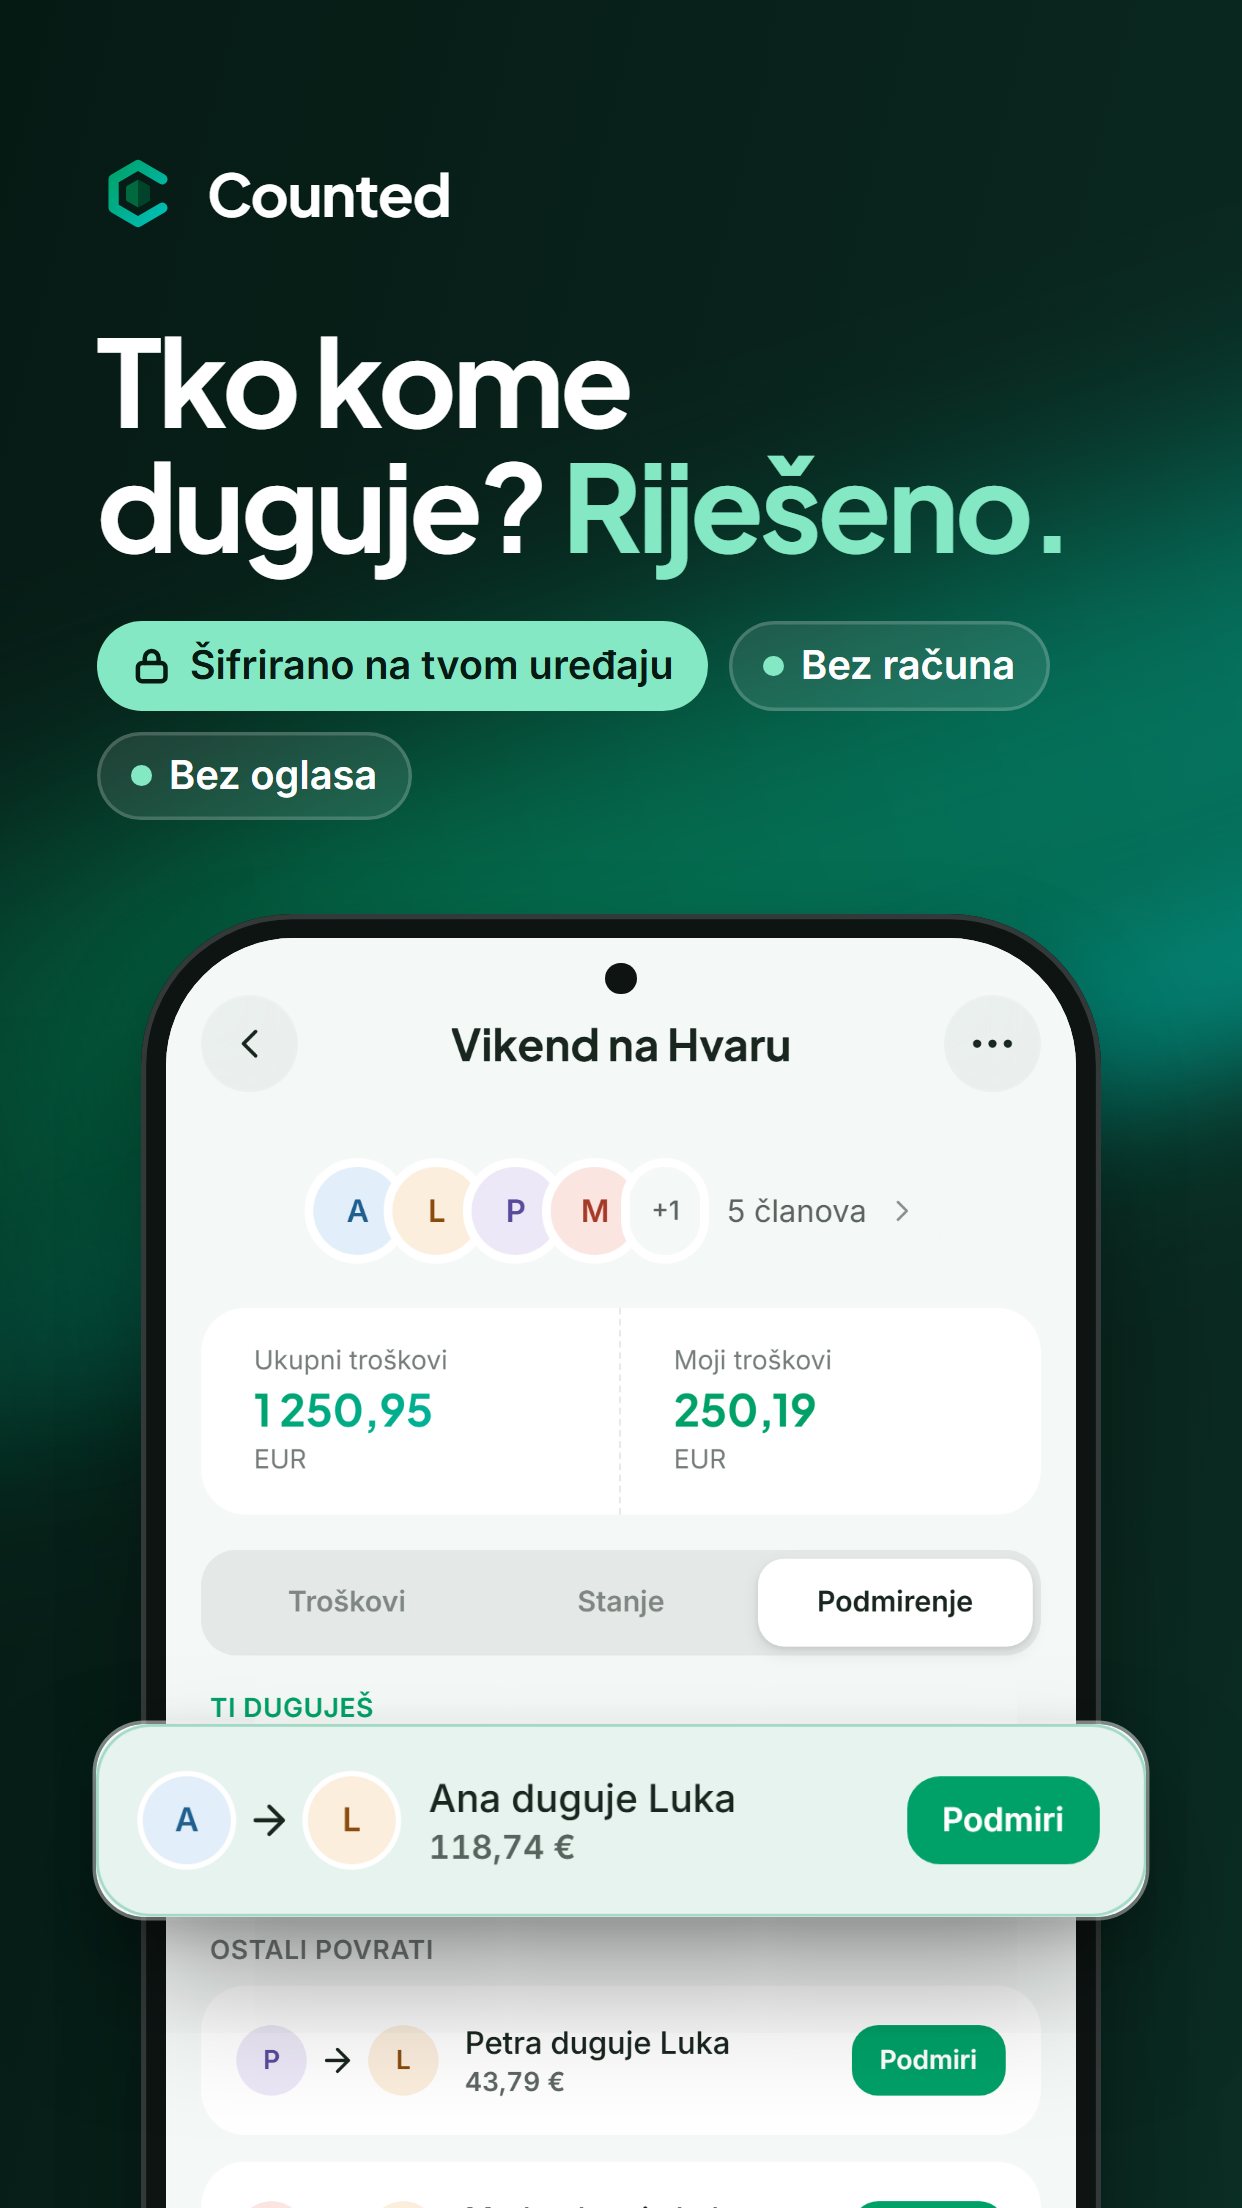 Counted
Tko kome
duguje? Riješeno.
Šifrirano na tvom uređaju
Bez računa
Bez oglasa
Vikend na Hvaru
A L P M +1 5 članova
Ukupni troškovi
1 250,95
EUR
Moji troškovi
250,19
EUR
Troškovi Stanje Podmirenje
TI DUGUJEŠ
A L
Ana duguje Luka
118,74 €
Podmiri
OSTALI POVRATI
P L
Petra duguje Luka
43,79 €
Podmiri